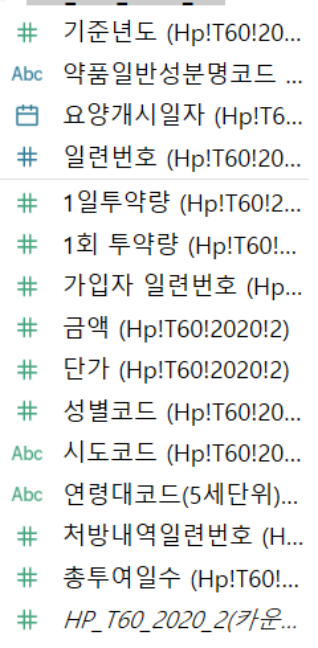 # 기준년도 (Hp!T60!20...
Abc 약품일반성분명코드 ...
요양개시일자 (Hp!T6...
# 일련번호 (Hp!T60!20...
# 1일투약량 (Hp!T60!2...
# 1회 투약량 (Hp!T60!...
# 가입자 일련번호 (Hp...
# 금액 (Hp!T60!2020!2)
# 단가 (Hp!T60!2020!2)
# 성별코드 (Hp!T60!20...
Abc 시도코드 (Hp!T60!20...
Abc 연령대코드(5세단위)...
# 처방내역일련번호 (H...
# 총투여일수 (Hp!T60!...
# HP_T60_2020_2(카운...